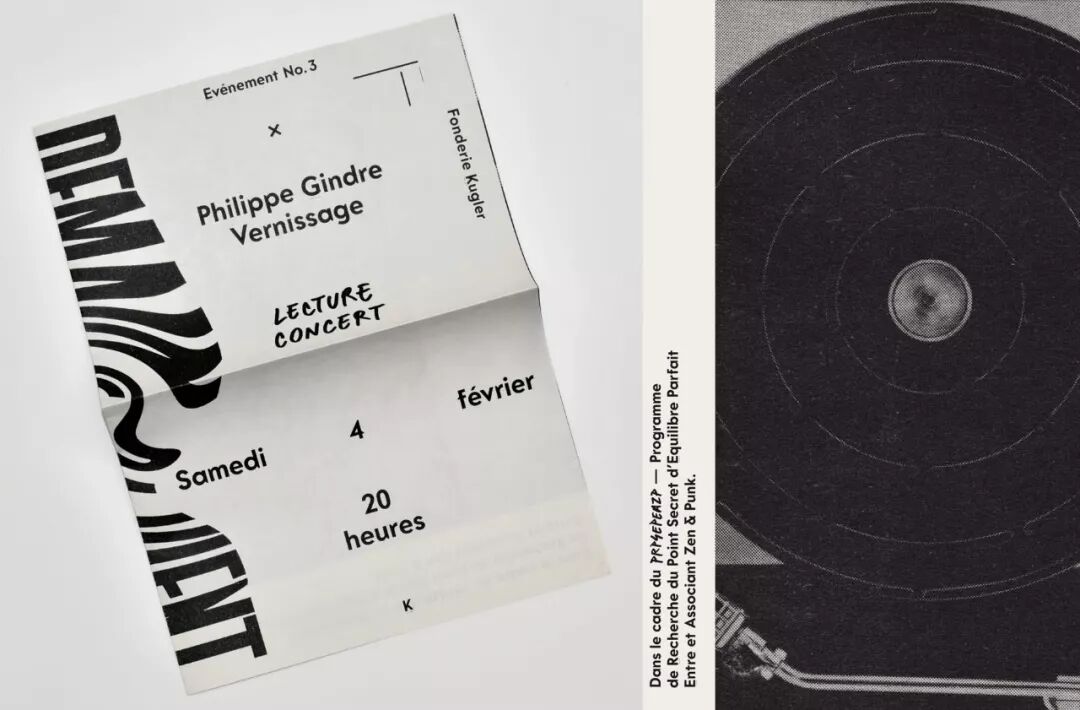 Evénement No.3
×
Fonderie Kugler
Philippe Gindre
Vernissage
LECTURE
CONCERT
Samedi
4
février
20
heures
K
Dans le cadre du PRPSEPEAZP — Programme
de Recherche du Point Secret d'Equilibre Parfait
Entre et Associant Zen & Punk.